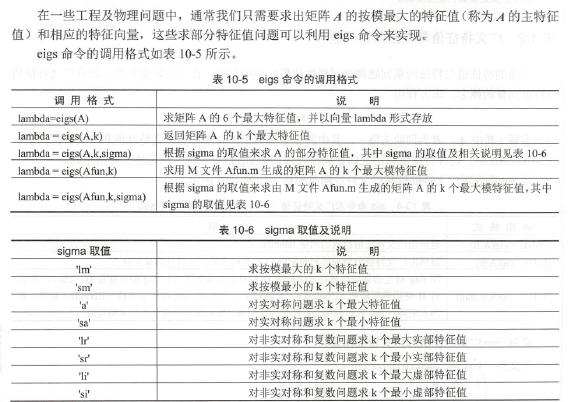 在一些工程及物理问题中，通常我们只需要求出矩阵 A 的按模最大的特征值（称为 A 的主特征
值）和相应的特征向量，这些求部分特征值问题可以利用 eigs 命令来实现。
eigs 命令的调用格式如表 10-5 所示。
表 10-5 eigs 命令的调用格式
调 用 格 式 说 明
lambda=eigs(A) 求矩阵 A 的 6 个最大特征值，并以向量 lambda 形式存放
lambda = eigs(A,k) 返回矩阵 A 的 k 个最大特征值
lambda = eigs(A,k,sigma) 根据 sigma 的取值来求 A 的部分特征值，其中 sigma 的取值及相关说明见表 10-6
lambda = eigs(Afun,k) 求用 M 文件 Afun.m 生成的矩阵 A 的 k 个最大模特征值
lambda = eigs(Afun,k,sigma) 根据 sigma 的取值来求由 M 文件 Afun.m 生成的矩阵 A 的 k 个最大模特征值，其中
sigma 的取值见表 10-6
表 10-6 sigma 取值及说明
sigma 取值 说 明
'lm' 求按模最大的 k 个特征值
'sm' 求按模最小的 k 个特征值
'a' 对实对称问题求 k 个最大特征值
'sa' 对实对称问题求 k 个最小特征值
'lr' 对非实对称和复数问题求 k 个最大实部特征值
'sr' 对非实对称和复数问题求 k 个最小实部特征值
'li' 对非实对称和复数问题求 k 个最大虚部特征值
'si' 对非实对称和复数问题求 k 个最小虚部特征值